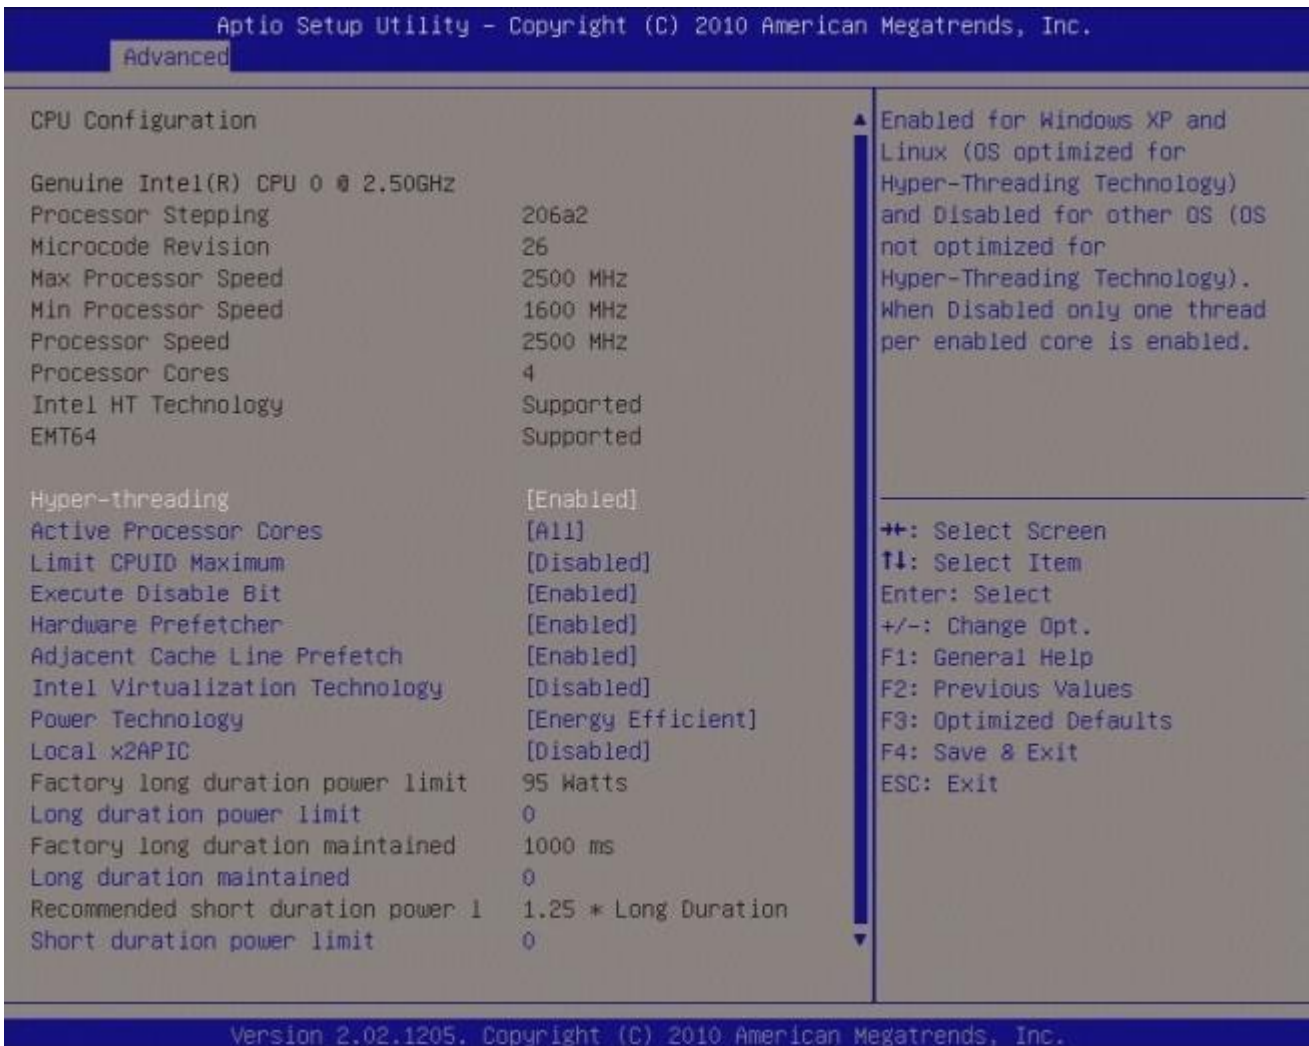 Aptio Setup Utility – Copyright (C) 2010 American Megatrends, Inc.
Advanced
CPU Configuration
Genuine Intel(R) CPU 0 @ 2.50GHz
Processor Stepping 206a2
Microcode Revision 26
Max Processor Speed 2500 MHz
Min Processor Speed 1600 MHz
Processor Speed 2500 MHz
Processor Cores 4
Intel HT Technology Supported
EMT64 Supported
Hyper-threading [Enabled]
Active Processor Cores [All]
Limit CPUID Maximum [Disabled]
Execute Disable Bit [Enabled]
Hardware Prefetcher [Enabled]
Adjacent Cache Line Prefetch [Enabled]
Intel Virtualization Technology [Disabled]
Power Technology [Energy Efficient]
Local x2APIC [Disabled]
Factory long duration power limit 95 Watts
Long duration power limit 0
Factory long duration maintained 1000 ms
Long duration maintained 0
Recommended short duration power l 1.25 * Long Duration
Short duration power limit 0
Enabled for Windows XP and
Linux (OS optimized for
Hyper-Threading Technology)
and Disabled for other OS (OS
not optimized for
Hyper-Threading Technology).
When Disabled only one thread
per enabled core is enabled.
→←: Select Screen
↑↓: Select Item
Enter: Select
+/-: Change Opt.
F1: General Help
F2: Previous Values
F3: Optimized Defaults
F4: Save & Exit
ESC: Exit
Version 2.02.1205. Copyright (C) 2010 American Megatrends, Inc.